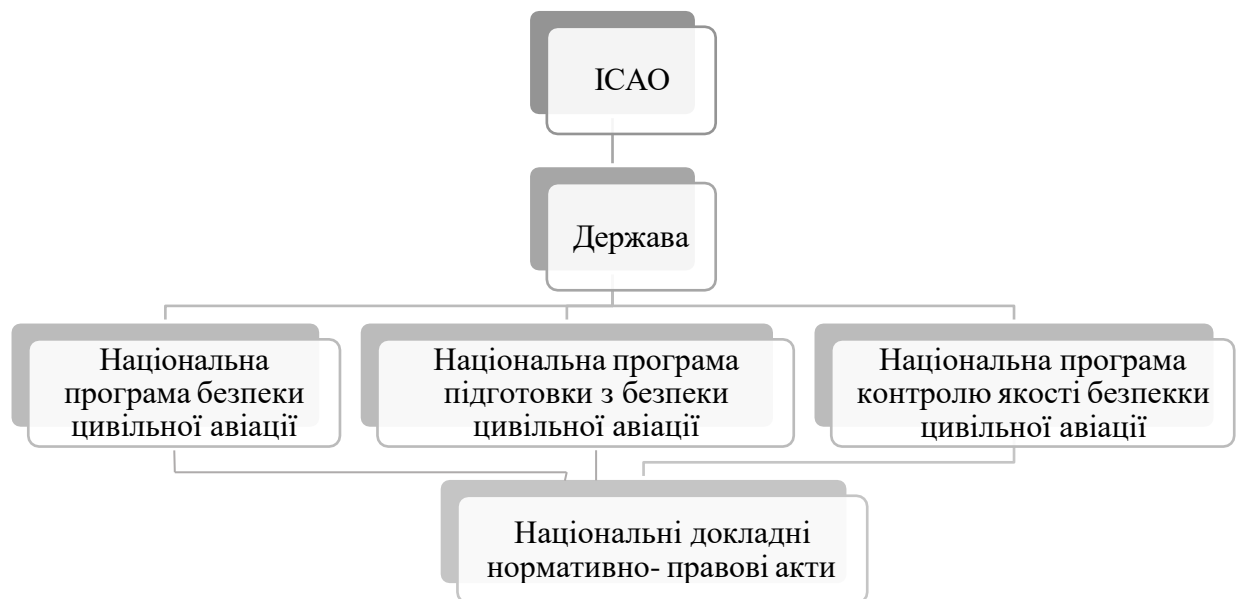 ІСАО
Держава
Національна
програма безпеки
цивільної авіації
Національна програма
підготовки з безпеки
цивільної авіації
Національна програма
контролю якості безпекки
цивільної авіації
Національні докладні
нормативно- правові акти